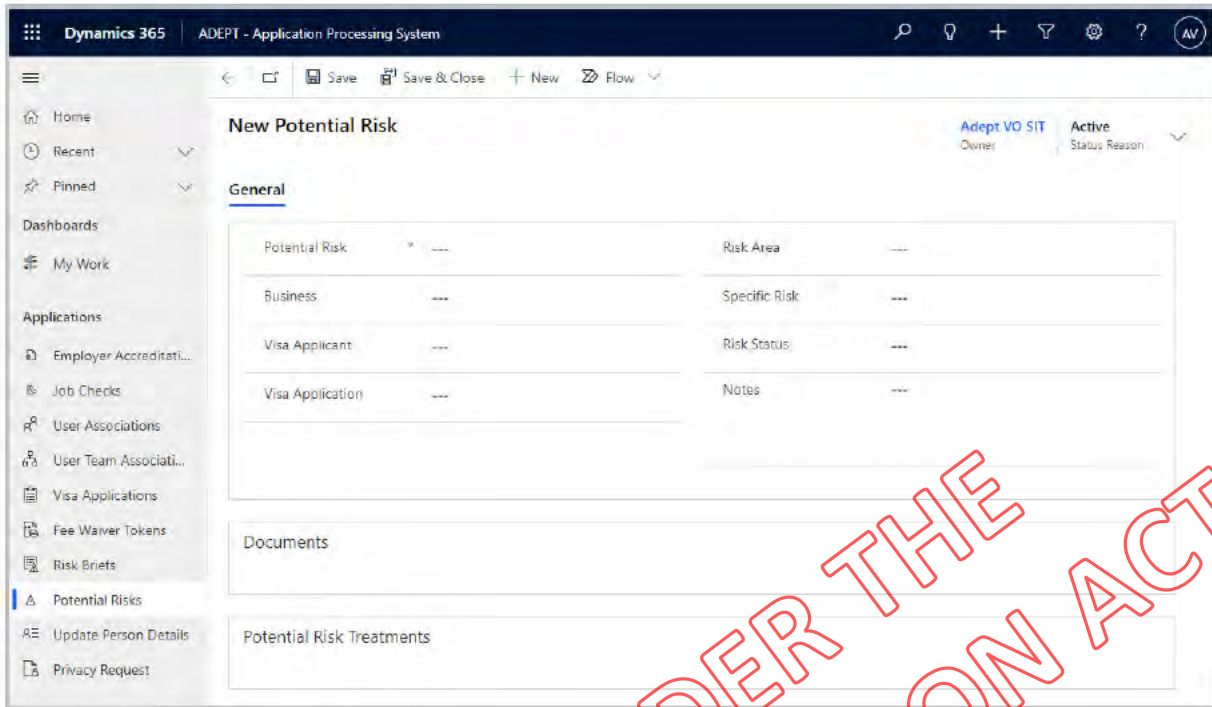 Dynamics 365 ADEPT - Application Processing System ? AV
Save Save & Close New Flow
Home
Recent
Pinned
Dashboards
My Work
Applications
Employer Accreditati...
Job Checks
User Associations
User Team Associati...
Visa Applications
Fee Waiver Tokens
Risk Briefs
Potential Risks
Update Person Details
Privacy Request
New Potential Risk
Adept VO SIT Active
Owner Status Reason
General
Potential Risk * --- Risk Area ---
Business --- Specific Risk ---
Visa Applicant --- Risk Status ---
Visa Application --- Notes ---
Documents
Potential Risk Treatments
DER THE
ON ACT